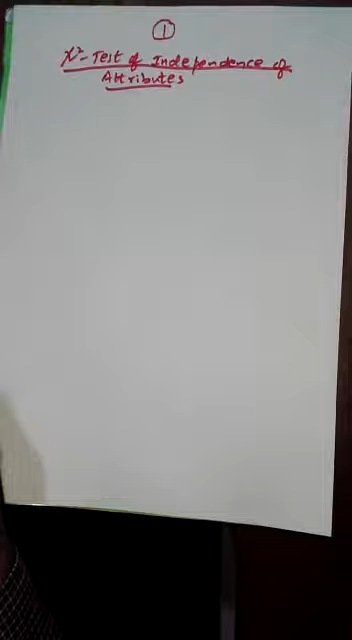 ①
χ²- Test of Independence of
Attributes